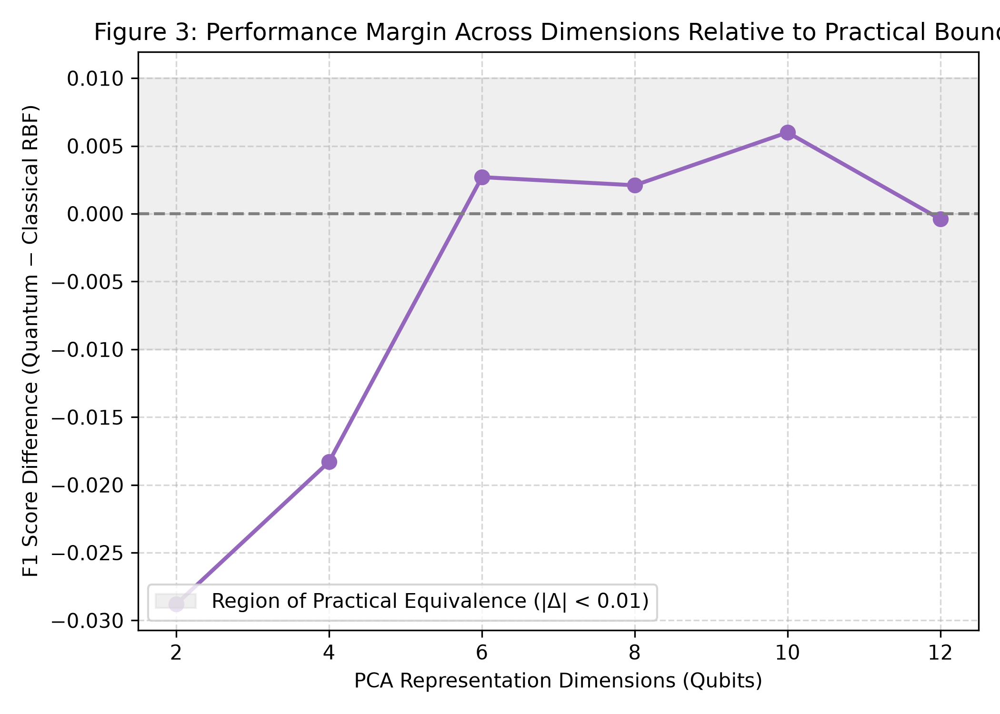 Figure 3: Performance Margin Across Dimensions Relative to Practical
0.010
0.005
0.000
−0.005
−0.010
−0.015
−0.020
−0.025
−0.030
F1 Score Difference (Quantum − Classical RBF)
Region of Practical Equivalence (|Δ| < 0.01)
2 4 6 8 10 12
PCA Representation Dimensions (Qubits)